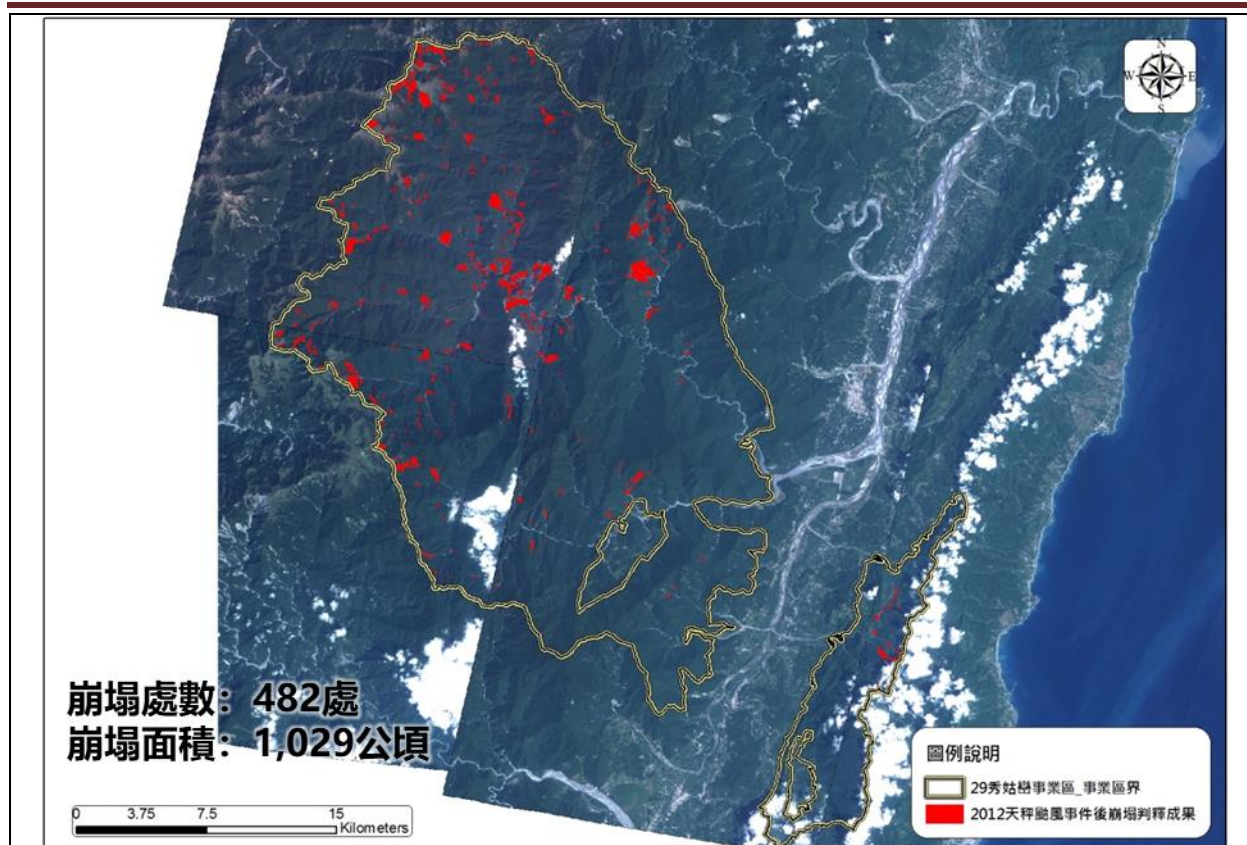 N
W
E
S
崩塌處數：482處
崩塌面積：1,029公頃
0 3.75 7.5 15
Kilometers
圖例說明
29秀姑巒事業區_事業區界
2012天秤颱風事件後崩塌判釋成果